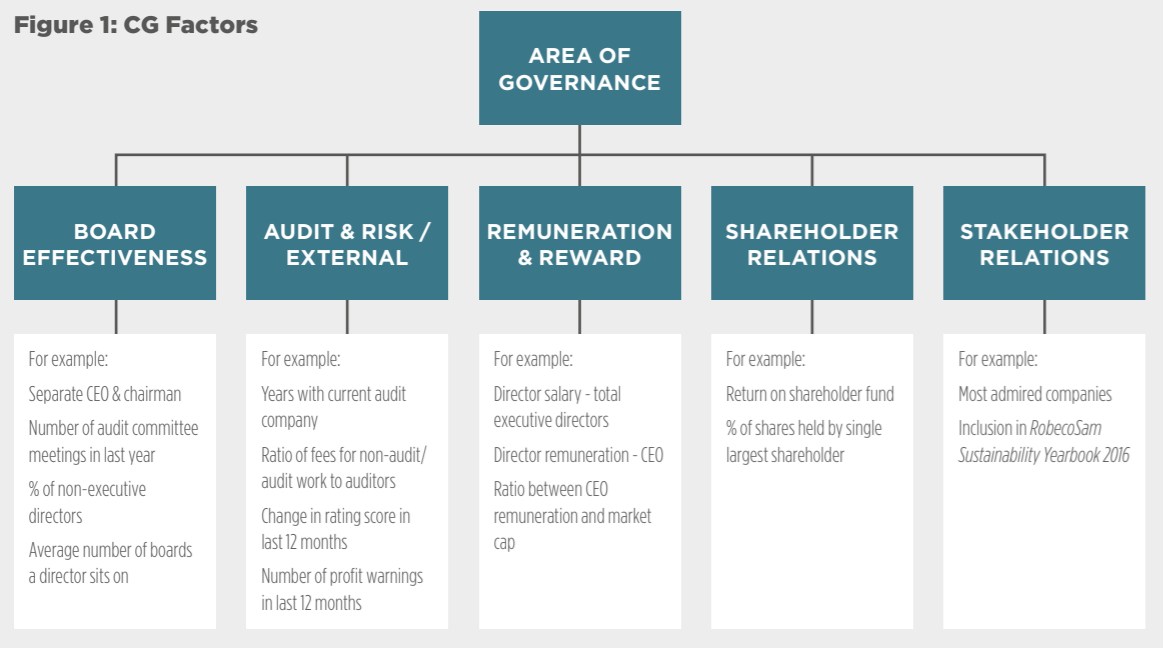 Figure 1: CG Factors
AREA OF
GOVERNANCE
BOARD
EFFECTIVENESS
AUDIT & RISK /
EXTERNAL
REMUNERATION
& REWARD
SHAREHOLDER
RELATIONS
STAKEHOLDER
RELATIONS
For example:
Separate CEO & chairman
Number of audit committee
meetings in last year
% of non-executive
directors
Average number of boards
a director sits on
For example:
Years with current audit
company
Ratio of fees for non-audit/
audit work to auditors
Change in rating score in
last 12 months
Number of profit warnings
in last 12 months
For example:
Director salary - total
executive directors
Director remuneration - CEO
Ratio between CEO
remuneration and market
cap
For example:
Return on shareholder fund
% of shares held by single
largest shareholder
For example:
Most admired companies
Inclusion in RobecoSam
Sustainability Yearbook 2016